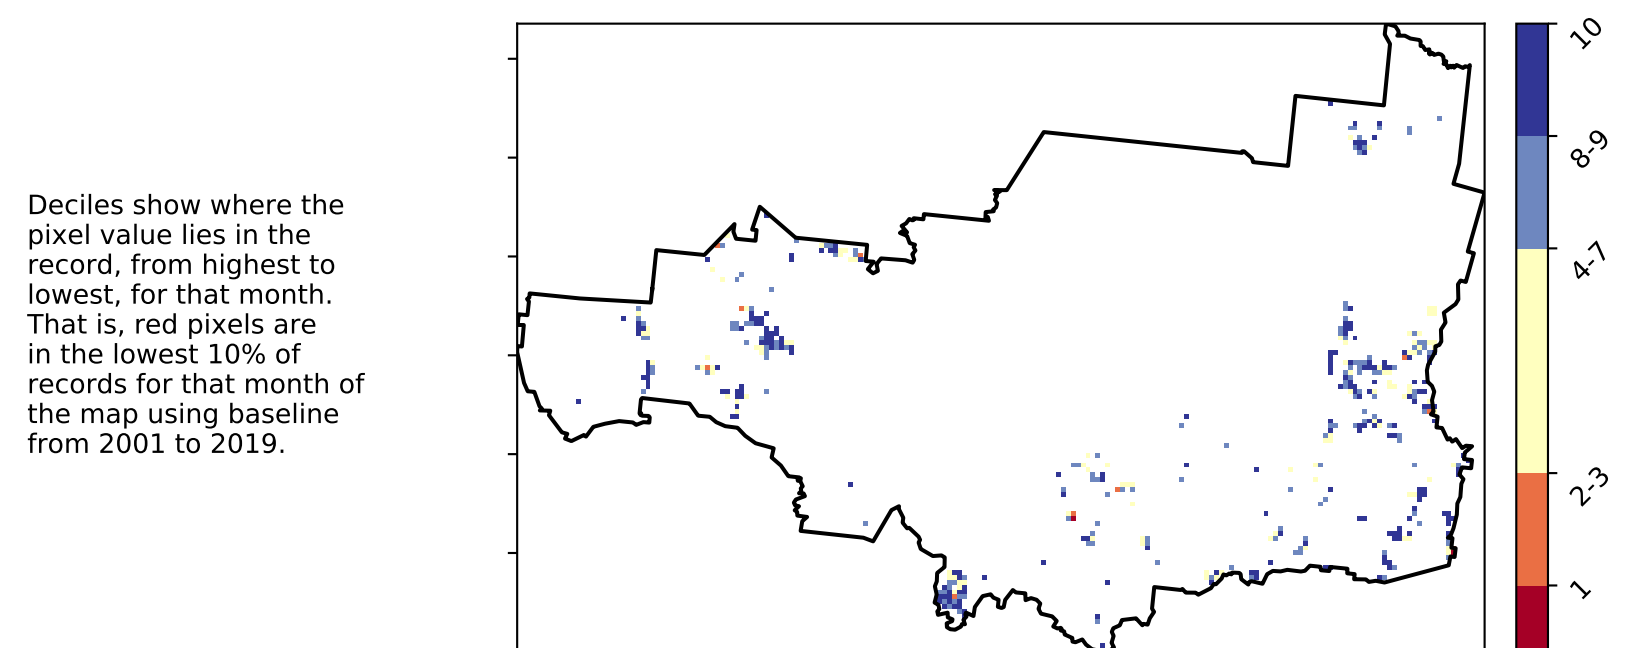 Deciles show where the
pixel value lies in the
record, from highest to
lowest, for that month.
That is, red pixels are
in the lowest 10% of
records for that month of
the map using baseline
from 2001 to 2019.
10
8-9
4-7
2-3
1